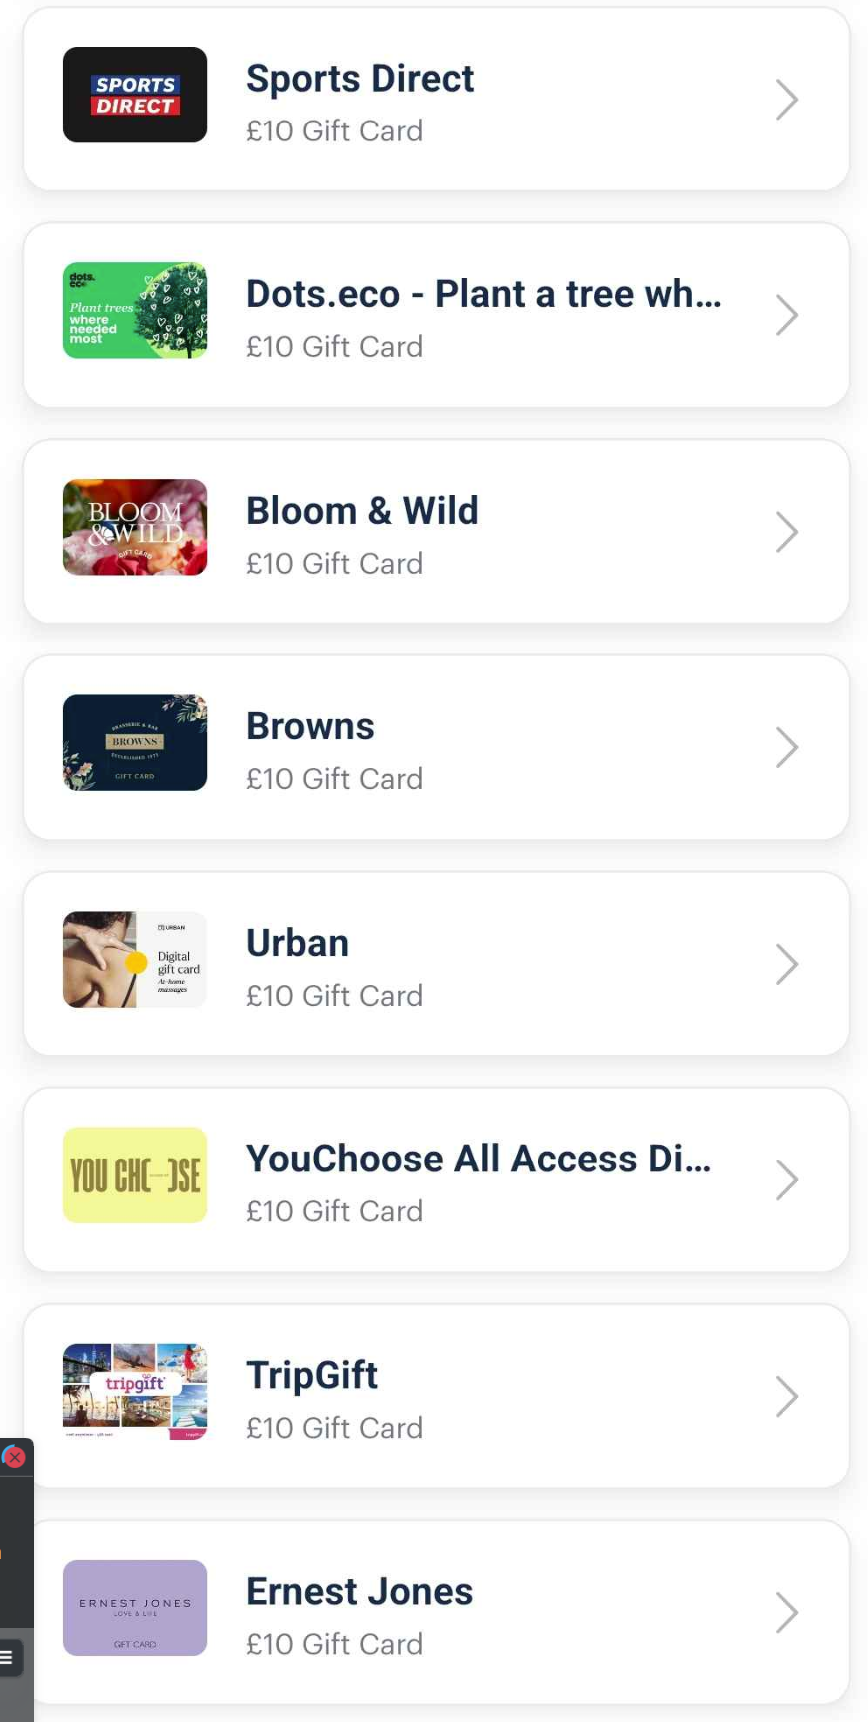 SPORTS
DIRECT
Sports Direct
£10 Gift Card
dots.
eco
Plant trees
where
needed
most
Dots.eco - Plant a tree wh...
£10 Gift Card
BLOOM
&WILD
GIFT CARD
Bloom & Wild
£10 Gift Card
BRASSERIE & BAR
BROWNS
ESTABLISHED 1973
GIFT CARD
Browns
£10 Gift Card
URBAN
Digital
gift card
At-home
massages
Urban
£10 Gift Card
YOU CHOOSE
YouChoose All Access Di...
£10 Gift Card
tripgift
TripGift
£10 Gift Card
ERNEST JONES
LOVE & LIFE
GIFT CARD
Ernest Jones
£10 Gift Card